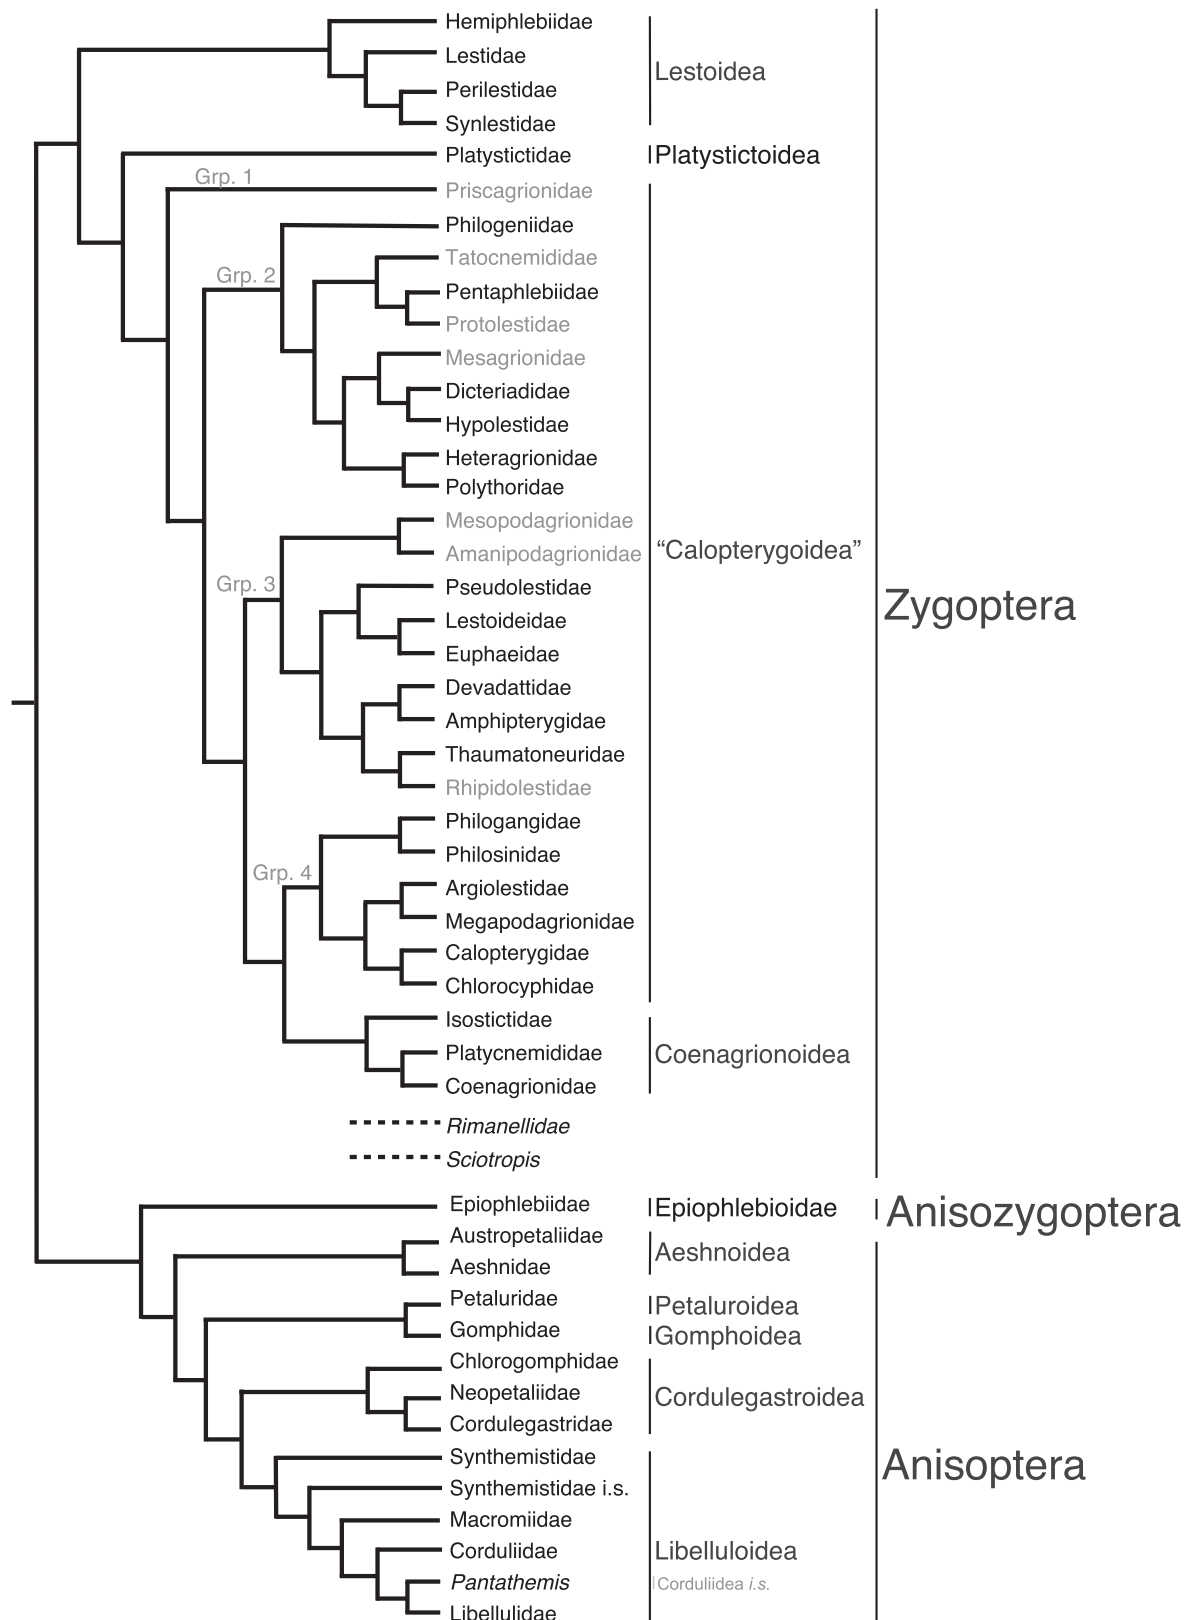 Hemiphlebiidae
Lestidae
Lestoidea
Perilestidae
Synlestidae
Platystictidae
Platystictoidea
Grp. 1
Priscagrionidae
Philogeniidae
Tatocnemididae
Grp. 2
Pentaphlebiidae
Protolestidae
Mesagrionidae
Dicteriadidae
Hypolestidae
Heteragrionidae
Polythoridae
Mesopodagrionidae
Amanipodagrionidae
“Calopterygoidea”
Grp. 3
Pseudolestidae
Zygoptera
Lestoideidae
Euphaeidae
Devadattidae
Amphipterygidae
Thaumatoneuridae
Rhipidolestidae
Philogangidae
Philosinidae
Grp. 4
Argiolestidae
Megapodagrionidae
Calopterygidae
Chlorocyphidae
Isostictidae
Platycnemididae
Coenagrionoidea
Coenagrionidae
Rimanellidae
Sciotropis
Epiophlebiidae
Epiophlebioidae
Anisozygoptera
Austropetaliidae
Aeshnoidea
Aeshnidae
Petaluridae
Petaluroidea
Gomphidae
Gomphoidea
Chlorogomphidae
Neopetaliidae
Cordulegastroidea
Cordulegastridae
Synthemistidae
Anisoptera
Synthemistidae i.s.
Macromiidae
Corduliidae
Libelluloidea
Pantathemis
Corduliidea i.s.
Libellulidae